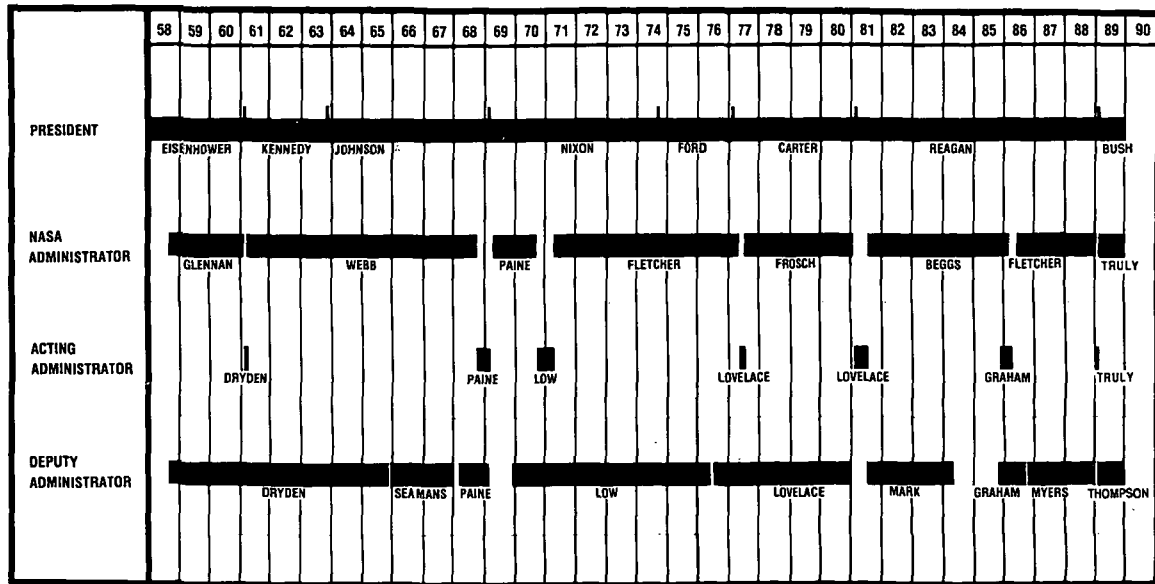 58 59 60 61 62 63 64 65 66 67 68 69 70 71 72 73 74 75 76 77 78 79 80 81 82 83 84 85 86 87 88 89 90
PRESIDENT
EISENHOWER KENNEDY JOHNSON NIXON FORD CARTER REAGAN BUSH
NASA
ADMINISTRATOR
GLENNAN WEBB PAINE FLETCHER FROSCH BEGGS FLETCHER TRULY
ACTING
ADMINISTRATOR
DRYDEN PAINE LOW LOVELACE LOVELACE GRAHAM TRULY
DEPUTY
ADMINISTRATOR
DRYDEN SEAMANS PAINE LOW LOVELACE MARK GRAHAM MYERS THOMPSON